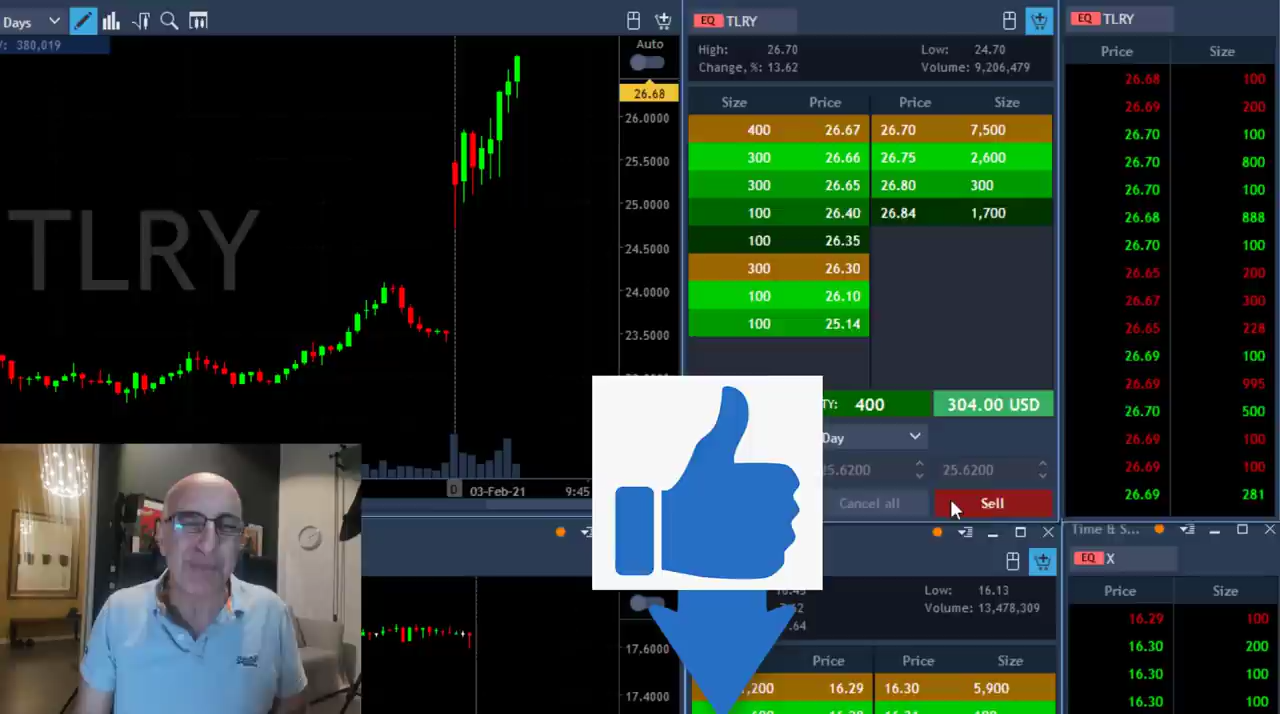 Days
EQ TLRY
EQ TLRY
/: 380,019
Auto
High: 26.70 Low: 24.70
Change, %: 13.62 Volume: 9,206,479
Price Size
26.68
26.0000
25.5000
25.0000
24.5000
24.0000
23.5000
TLRY
Size Price Price Size
400 26.67 26.70 7,500
300 26.66 26.75 2,600
300 26.65 26.80 300
100 26.40 26.84 1,700
100 26.35
300 26.30
100 26.10
100 25.14
26.68 100
26.69 200
26.70 100
26.70 800
26.70 100
26.68 888
26.70 100
26.65 200
26.67 300
26.65 228
26.69 100
26.69 995
26.70 500
26.69 100
26.69 100
26.69 281
TY: 400 304.00 USD
Day
25.6200 25.6200
Cancel all Sell
D 03-Feb-21 9:45
Time & S...
EQ X
Low: 16.13
Volume: 13,478,309
17.6000
17.4000
Price Price Size
,200 16.29 16.30 5,900
Price Size
16.29 100
16.30 200
16.30 100
16.30 100